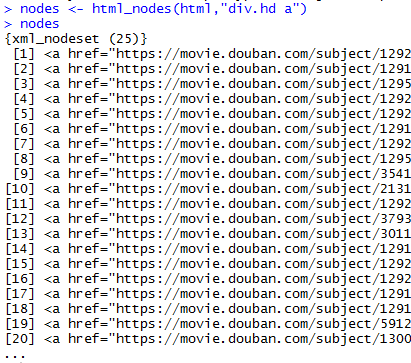 > nodes <- html_nodes(html,"div.hd a")
> nodes
{xml_nodeset (25)}
[1] <a href="https://movie.douban.com/subject/1292
[2] <a href="https://movie.douban.com/subject/1291
[3] <a href="https://movie.douban.com/subject/1295
[4] <a href="https://movie.douban.com/subject/1292
[5] <a href="https://movie.douban.com/subject/1292
[6] <a href="https://movie.douban.com/subject/1291
[7] <a href="https://movie.douban.com/subject/1292
[8] <a href="https://movie.douban.com/subject/1295
[9] <a href="https://movie.douban.com/subject/3541
[10] <a href="https://movie.douban.com/subject/2131
[11] <a href="https://movie.douban.com/subject/1292
[12] <a href="https://movie.douban.com/subject/3793
[13] <a href="https://movie.douban.com/subject/3011
[14] <a href="https://movie.douban.com/subject/1291
[15] <a href="https://movie.douban.com/subject/1292
[16] <a href="https://movie.douban.com/subject/1292
[17] <a href="https://movie.douban.com/subject/1291
[18] <a href="https://movie.douban.com/subject/1291
[19] <a href="https://movie.douban.com/subject/5912
[20] <a href="https://movie.douban.com/subject/1300
...